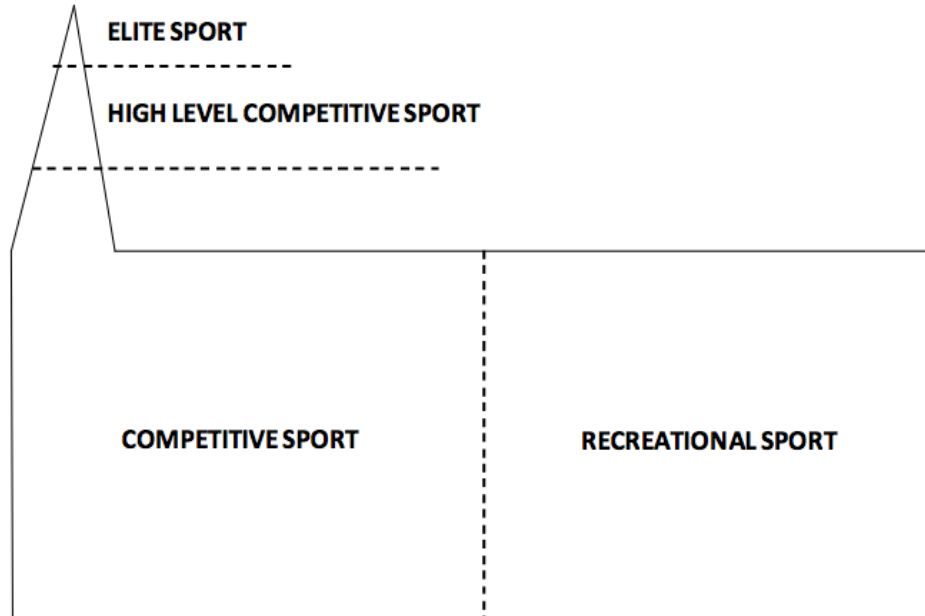 ELITE SPORT
HIGH LEVEL COMPETITIVE SPORT
COMPETITIVE SPORT
RECREATIONAL SPORT